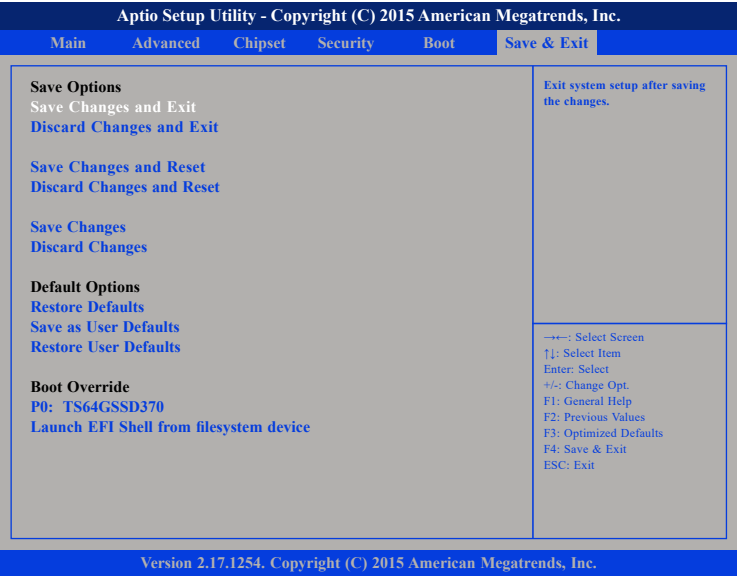 Aptio Setup Utility - Copyright (C) 2015 American Megatrends, Inc.
Main Advanced Chipset Security Boot Save & Exit
Save Options
Save Changes and Exit
Discard Changes and Exit
Save Changes and Reset
Discard Changes and Reset
Save Changes
Discard Changes
Default Options
Restore Defaults
Save as User Defaults
Restore User Defaults
Boot Override
P0: TS64GSSD370
Launch EFI Shell from filesystem device
Exit system setup after saving
the changes.
→←: Select Screen
↑↓: Select Item
Enter: Select
+/-: Change Opt.
F1: General Help
F2: Previous Values
F3: Optimized Defaults
F4: Save & Exit
ESC: Exit
Version 2.17.1254. Copyright (C) 2015 American Megatrends, Inc.